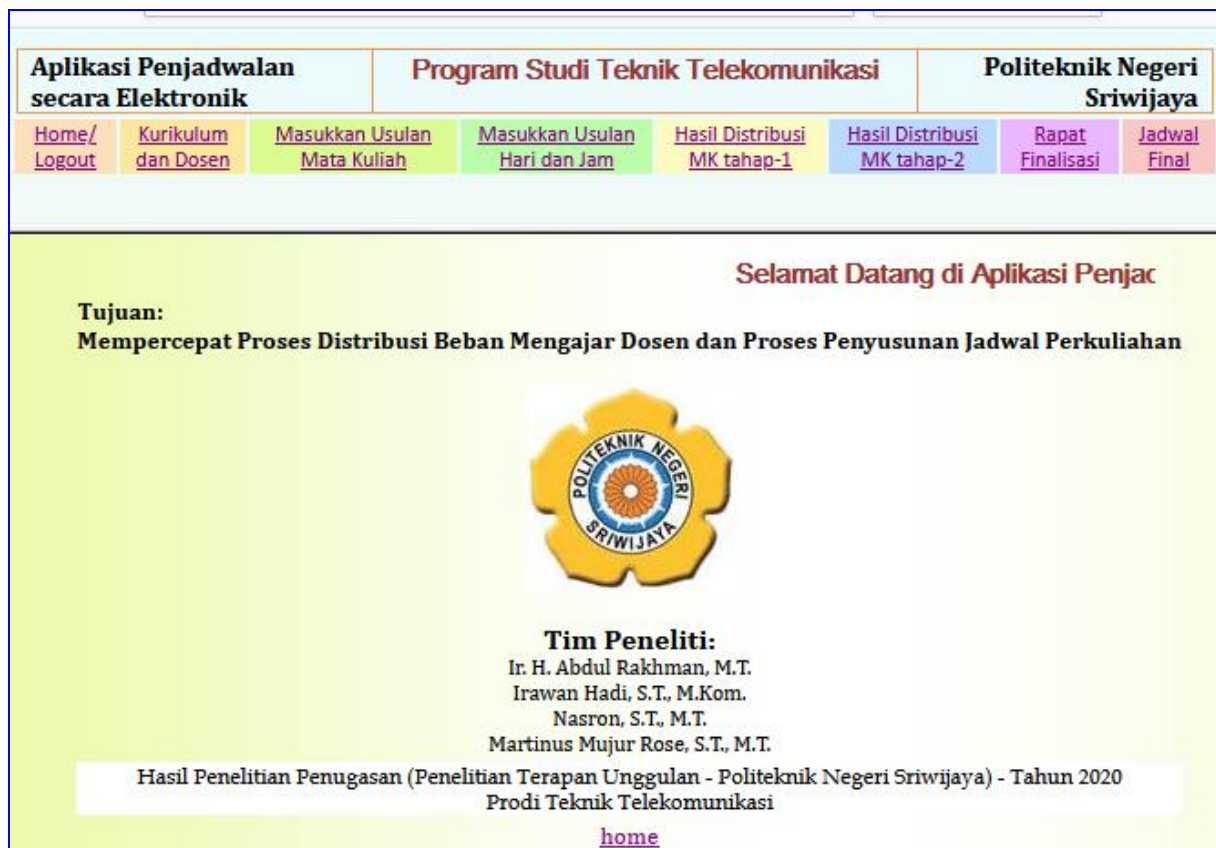 Aplikasi Penjadwalan
secara Elektronik
Program Studi Teknik Telekomunikasi
Politeknik Negeri
Sriwijaya
Home/
Logout
Kurikulum
dan Dosen
Masukkan Usulan
Mata Kuliah
Masukkan Usulan
Hari dan Jam
Hasil Distribusi
MK tahap-1
Hasil Distribusi
MK tahap-2
Rapat
Finalisasi
Jadwal
Final
Selamat Datang di Aplikasi Penjac
Tujuan:
Mempercepat Proses Distribusi Beban Mengajar Dosen dan Proses Penyusunan Jadwal Perkuliahan
POLITEKNIK NEGERI
SRIWIJAYA
Tim Peneliti:
Ir. H. Abdul Rakhman, M.T.
Irawan Hadi, S.T., M.Kom.
Nasron, S.T., M.T.
Martinus Mujur Rose, S.T., M.T.
Hasil Penelitian Penugasan (Penelitian Terapan Unggulan - Politeknik Negeri Sriwijaya) - Tahun 2020
Prodi Teknik Telekomunikasi
home